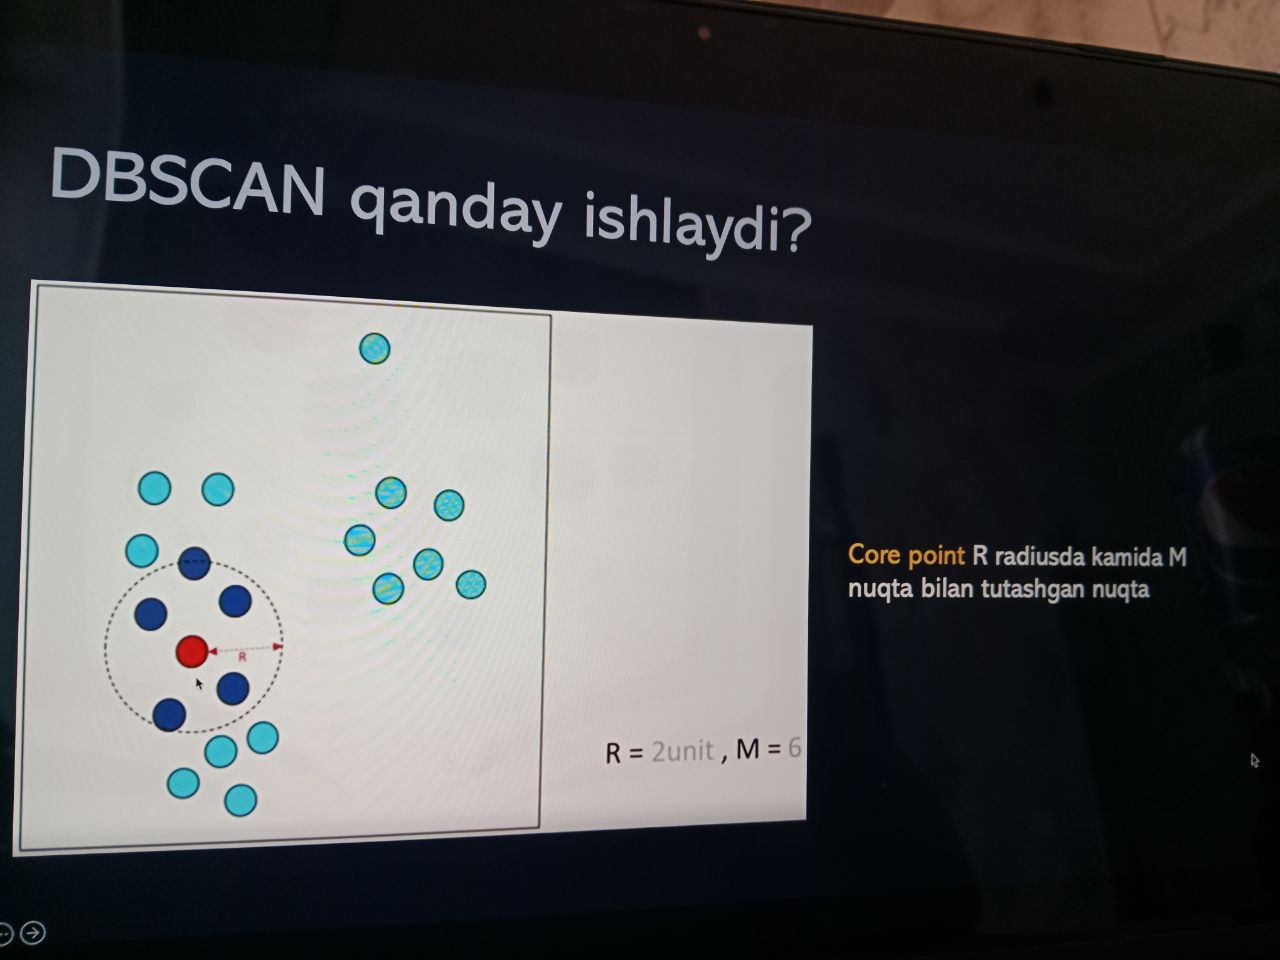 DBSCAN qanday ishlaydi?
R
Core point R radiusda kamida M
nuqta bilan tutashgan nuqta
R = 2unit , M = 6